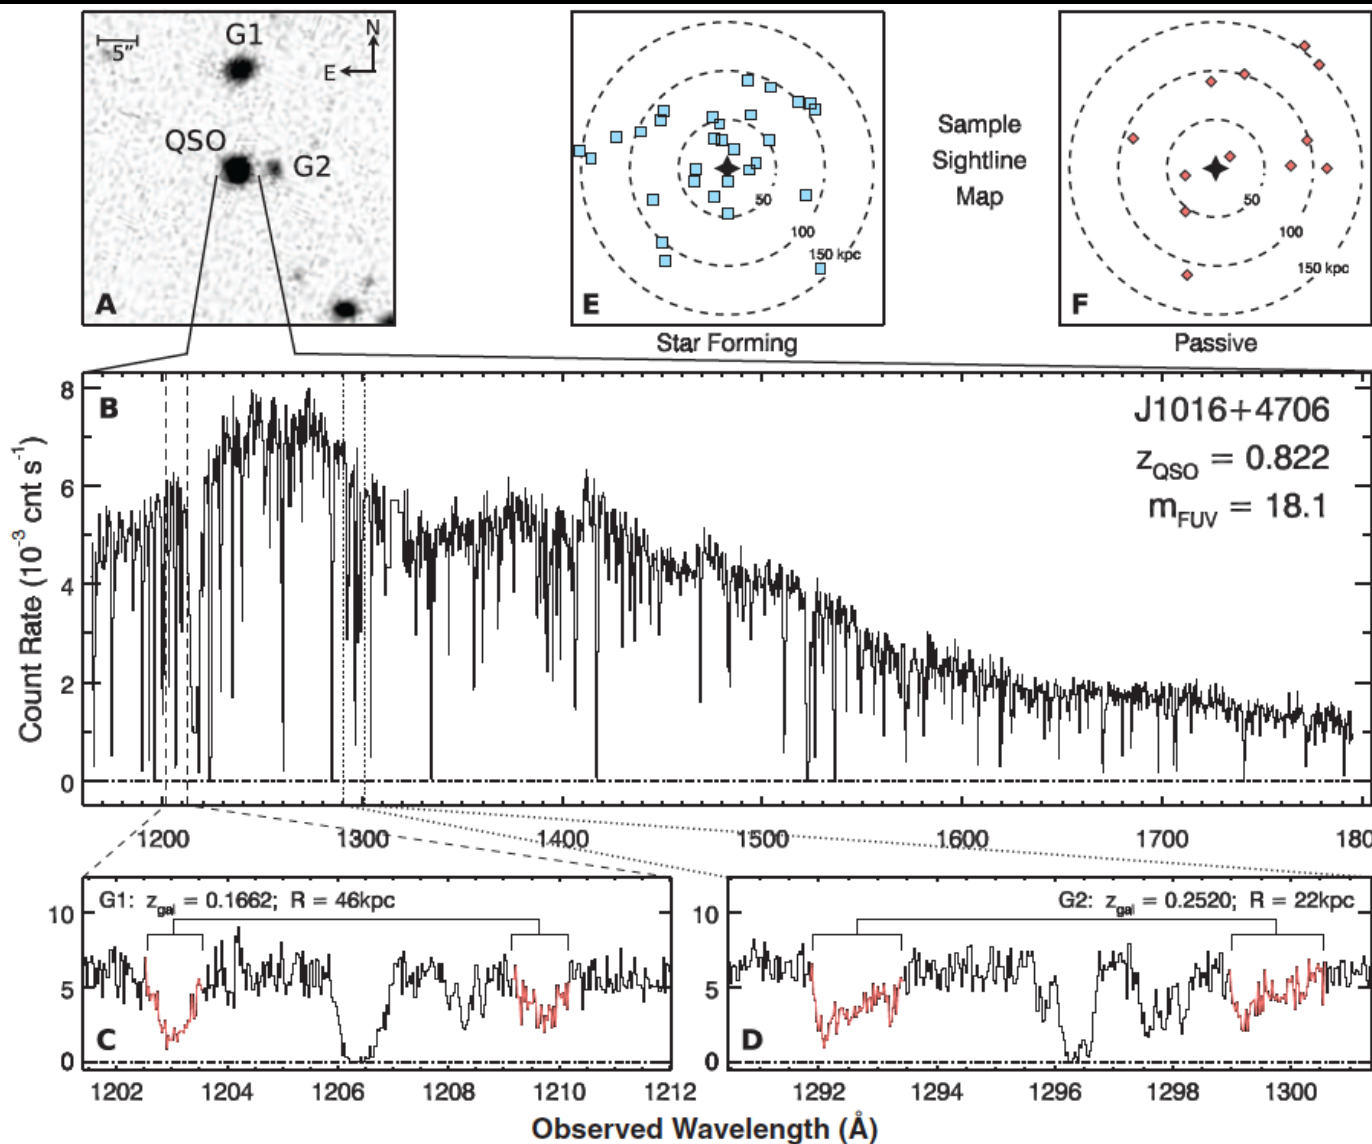 G1
5"
N
E
QSO
G2
A
50
100
150 kpc
E
Star Forming
Sample
Sightline
Map
50
100
150 kpc
F
Passive
B
J1016+4706
z_QSO = 0.822
m_FUV = 18.1
Count Rate (10⁻³ cnt s⁻¹)
8
6
4
2
0
1200
1300
1400
1500
1600
1700
180
G1: z_gal = 0.1662; R = 46kpc
10
5
0
C
1202
1204
1206
1208
1210
1212
G2: z_gal = 0.2520; R = 22kpc
10
5
0
D
1292
1294
1296
1298
1300
Observed Wavelength (Å)